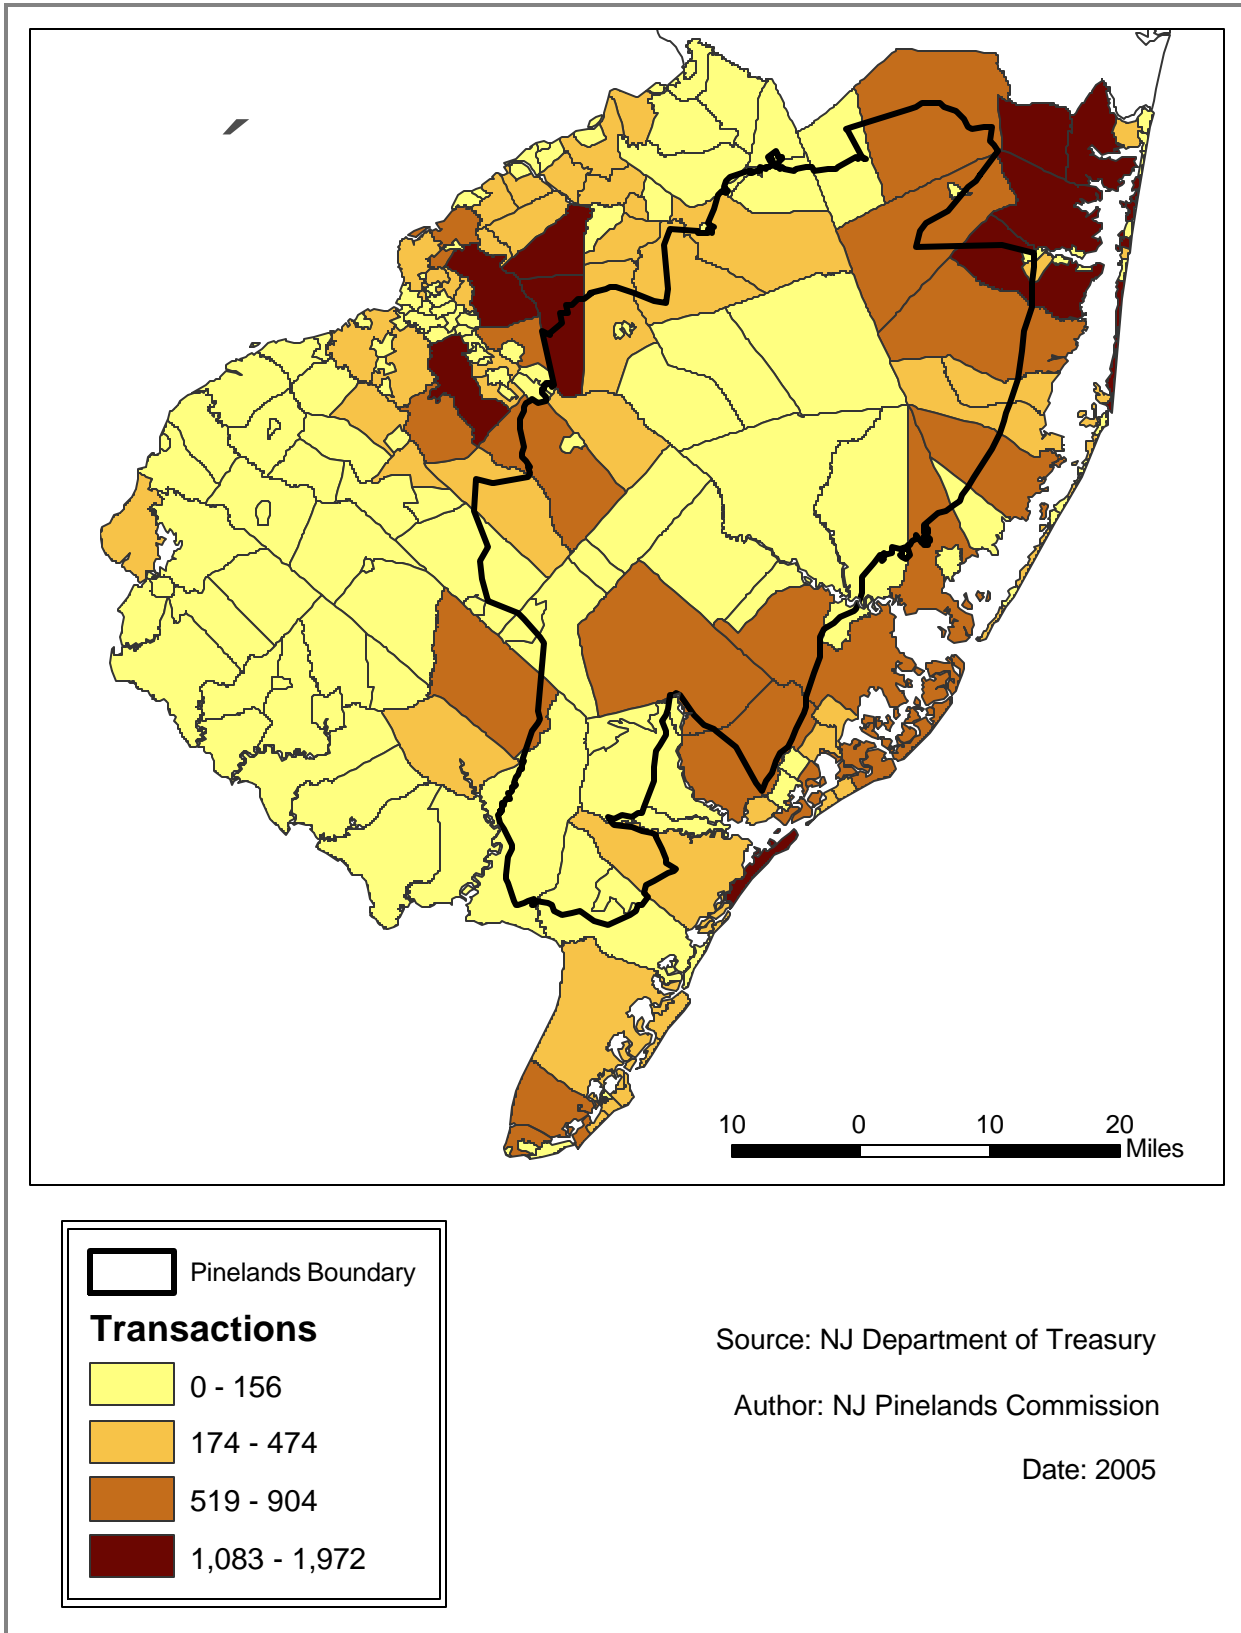 10 0 10 20
Miles
Pinelands Boundary
Transactions
0 - 156
174 - 474
519 - 904
1,083 - 1,972
Source: NJ Department of Treasury
Author: NJ Pinelands Commission
Date: 2005